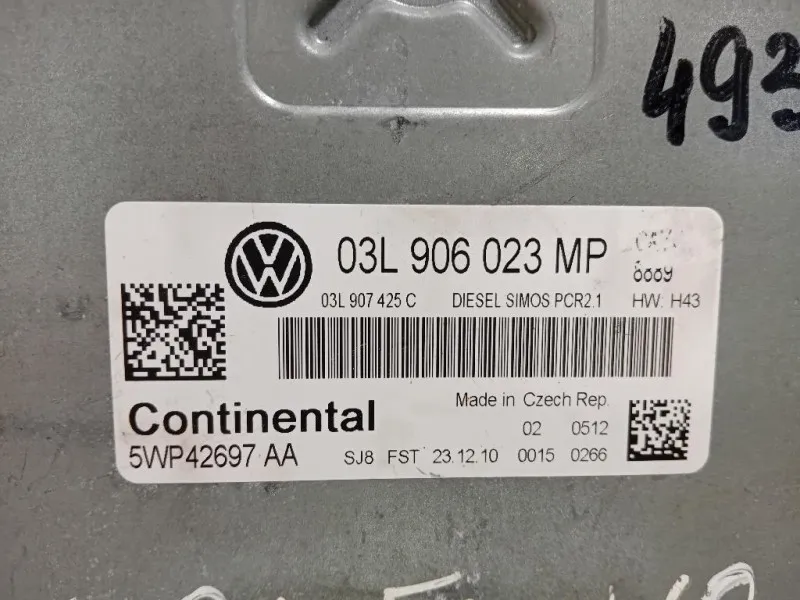 493
03L 906 023 MP
03L 907 425 C DIESEL SIMOS PCR2.1 HW: H43
Continental
Made in Czech Rep.
02 0512
5WP42697 AA SJ8 FST 23.12.10 0015 0266